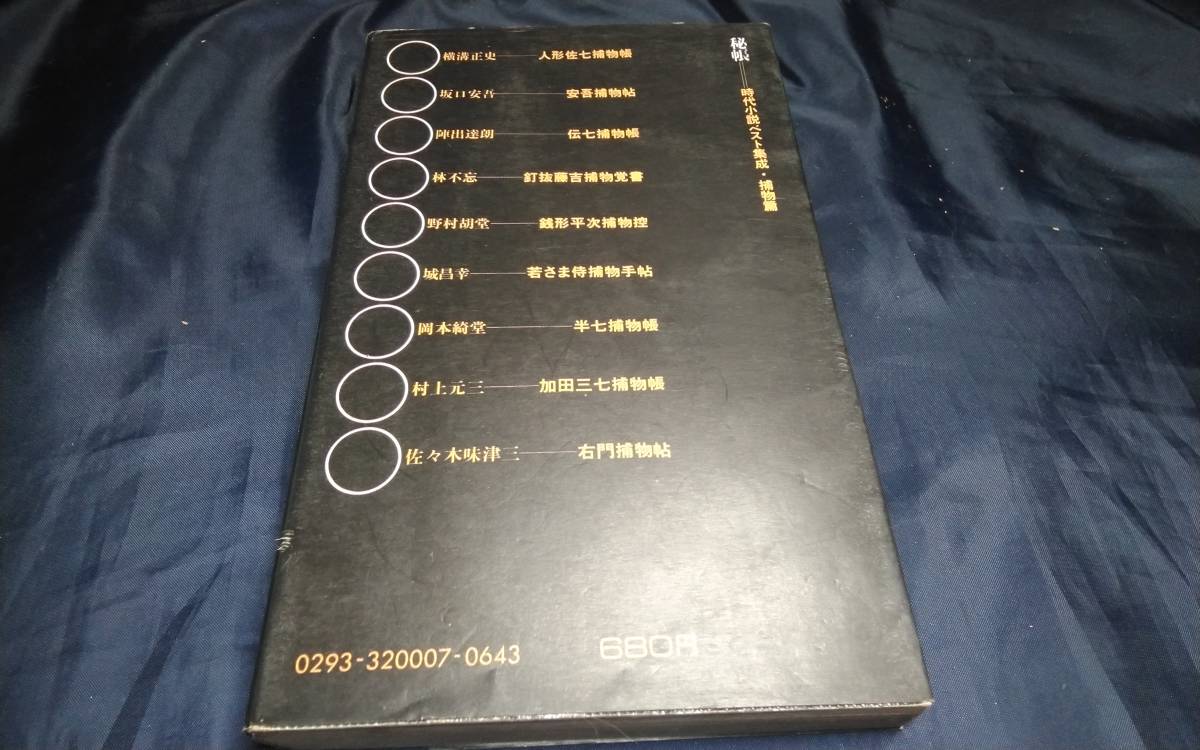 秘帳＝時代小説ベスト集成・捕物篇
横溝正史――人形佐七捕物帳
坂口安吾――安吾捕物帖
陣出達朗――伝七捕物帳
林不忘――釘抜藤吉捕物覚書
野村胡堂――銭形平次捕物控
城昌幸――若さま侍捕物手帖
岡本綺堂――半七捕物帳
村上元三――加田三七捕物帳
佐々木味津三――右門捕物帖
0293-320007-0643
680円